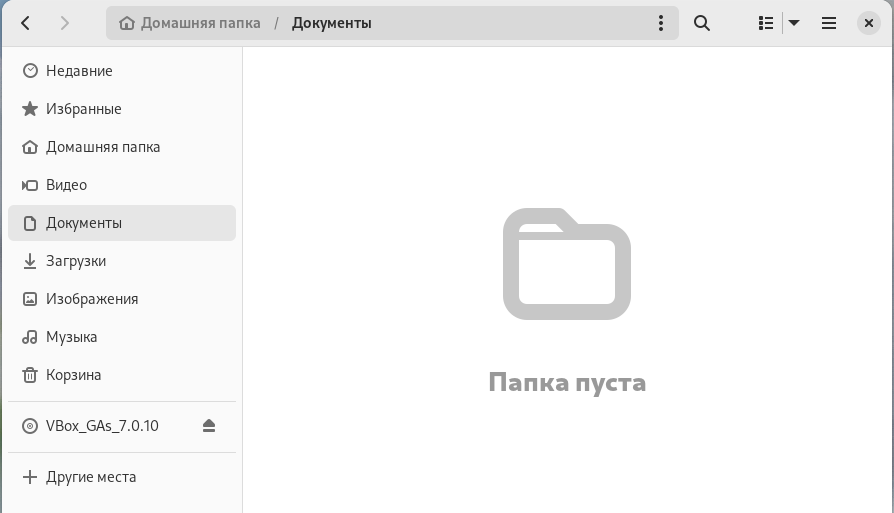 Домашняя папка / Документы
Недавние
Избранные
Домашняя папка
Видео
Документы
Загрузки
Изображения
Музыка
Корзина
VBox_GAs_7.0.10
Другие места
Папка пуста